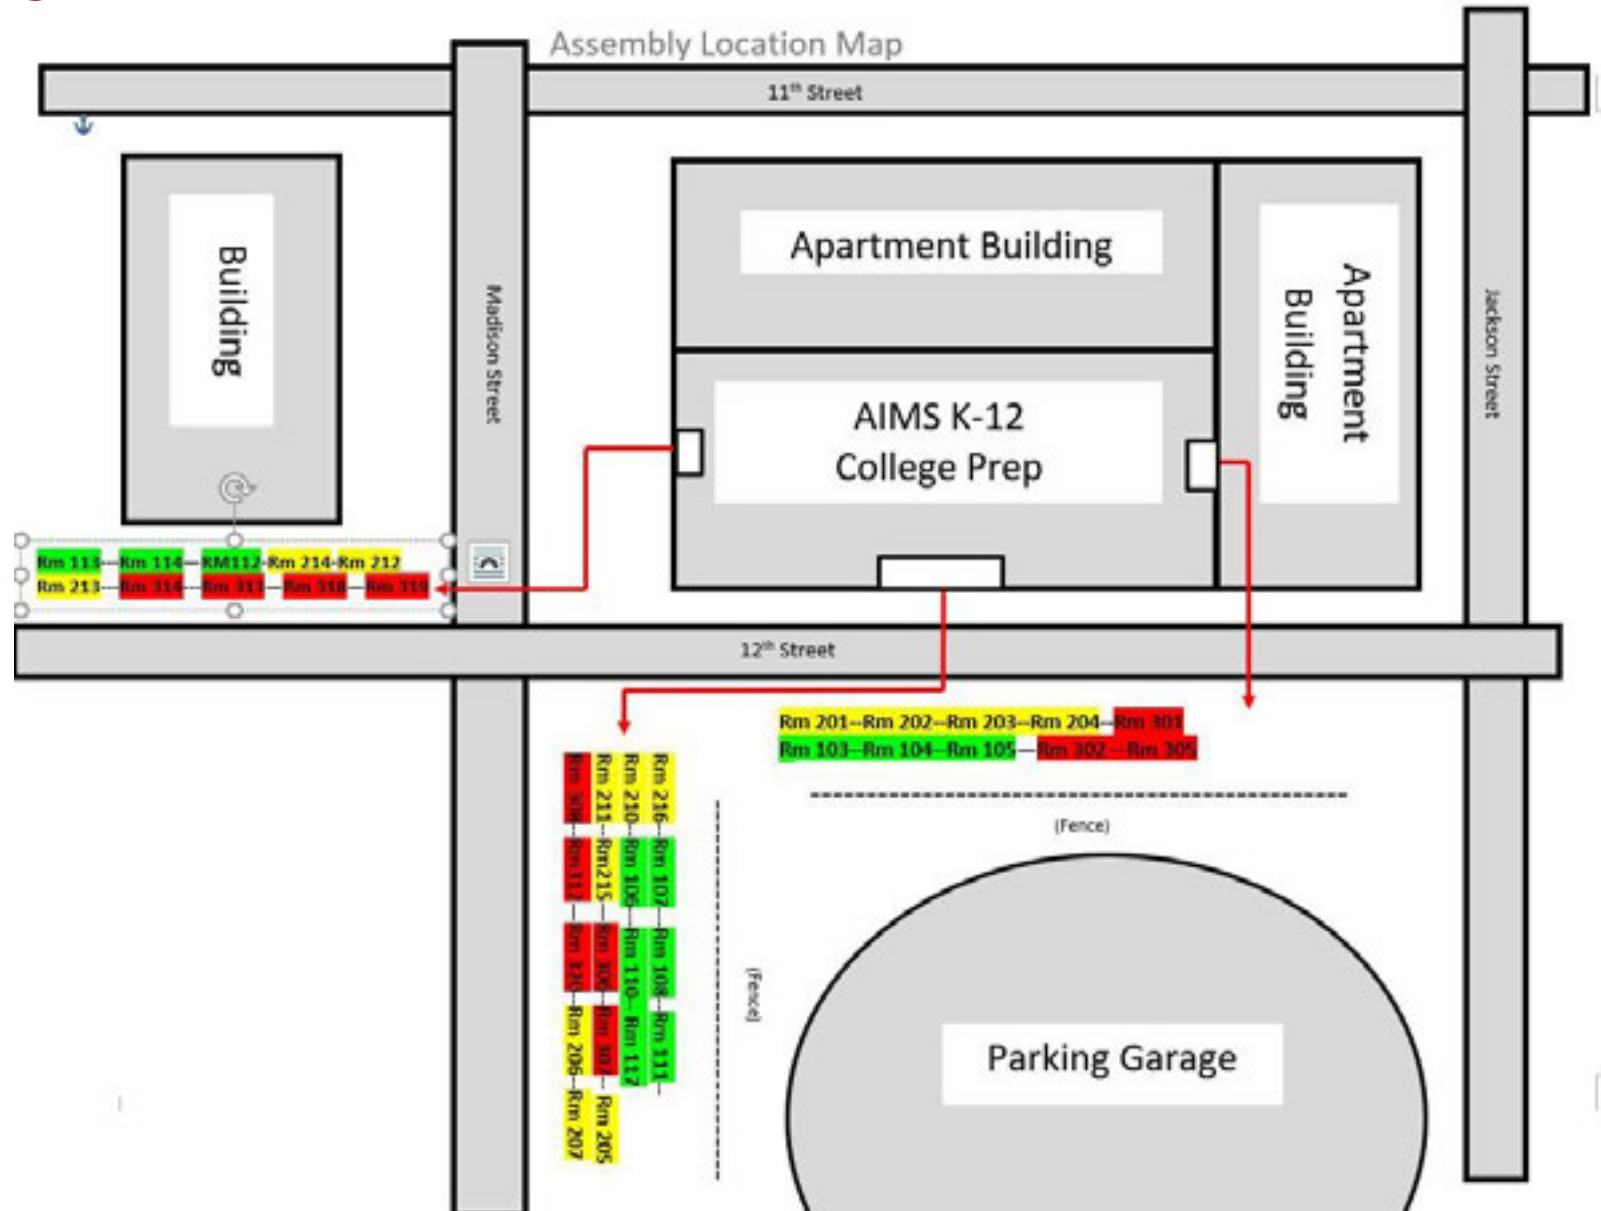 Assembly Location Map
11th Street
Building
Madison Street
Apartment Building
Apartment
Building
Jackson Street
AIMS K-12
College Prep
Rm 113---Rm 114---RM112-Rm 214-Rm 212
Rm 213-----Rm 314-----Rm 311----Rm 318---Rm 319
12th Street
Rm 201--Rm 202--Rm 203--Rm 204--Rm 301
Rm 103--Rm 104--Rm 105---Rm 302---Rm 305
(Fence)
Rm 216--Rm 107--Rm 108--Rm 111--
Rm 210--Rm 106---Rm 110---Rm 117
Rm 211---Rm215---Rm 306---Rm 307--Rm 205
Rm 308---Rm312---Rm 320---Rm 206--Rm 207
(Fence)
Parking Garage